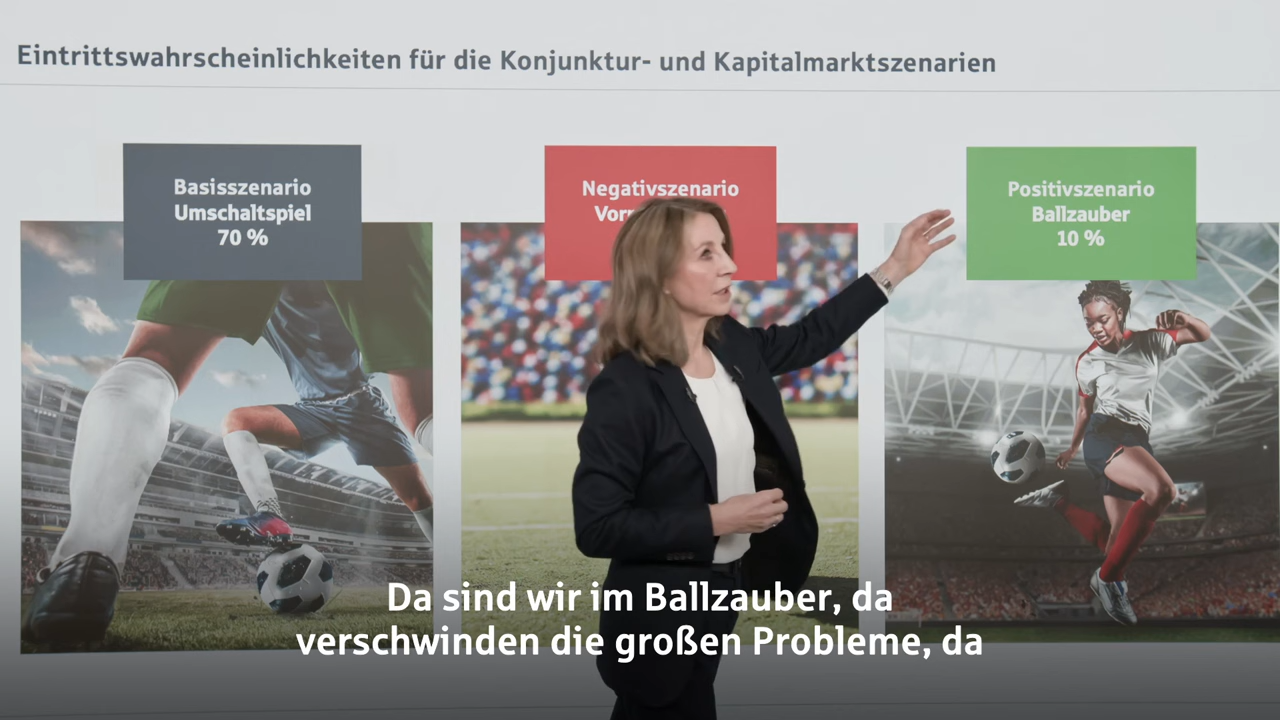 Eintrittswahrscheinlichkeiten für die Konjunktur- und Kapitalmarktszenarien
Basisszenario
Umschaltspiel
70 %
Negativszenario
Positivszenario
Ballzauber
10 %
Da sind wir im Ballzauber, da
verschwinden die großen Probleme, da